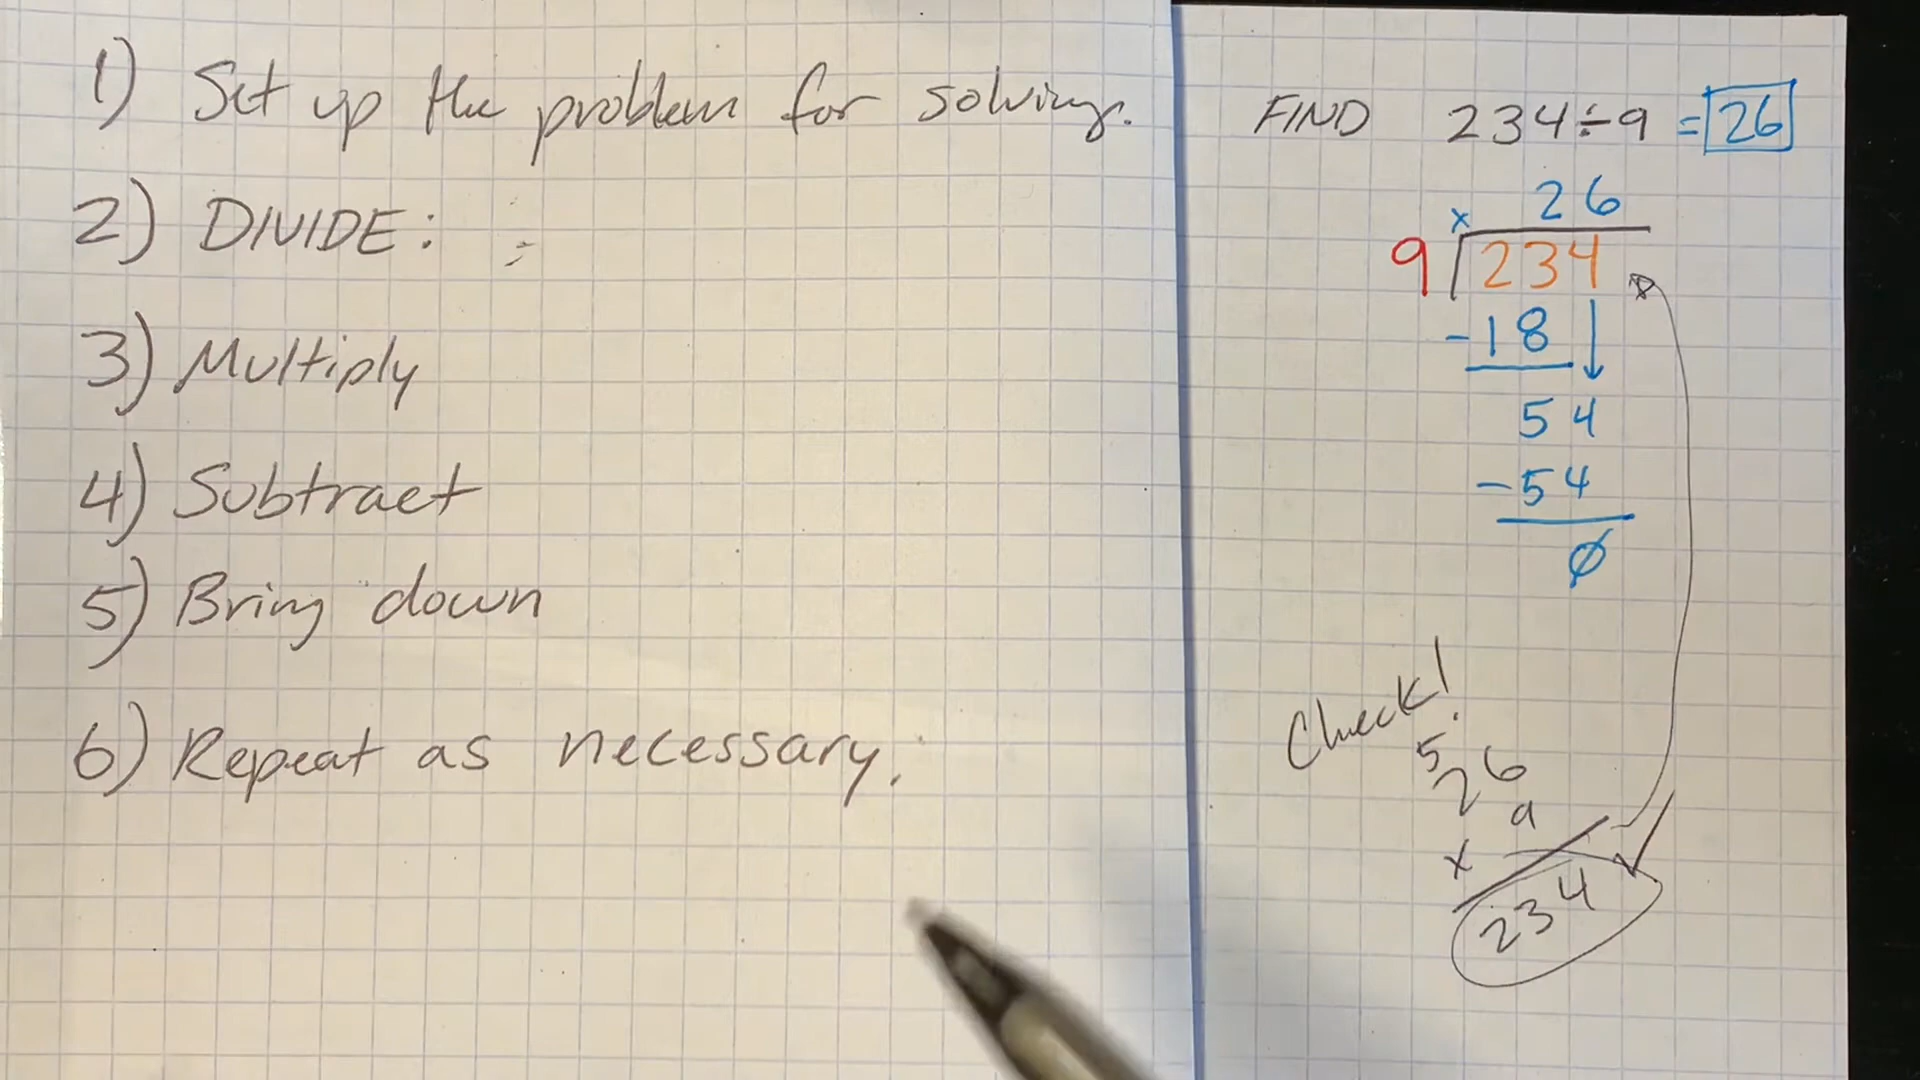 1) Set up the problem for solving.
2) DIVIDE: ÷
3) Multiply
4) Subtract
5) Bring down
6) Repeat as necessary.
FIND 234÷9 = 26
x 26
9 234
-18
54
-54
0
Check!
5
26
x 9
234